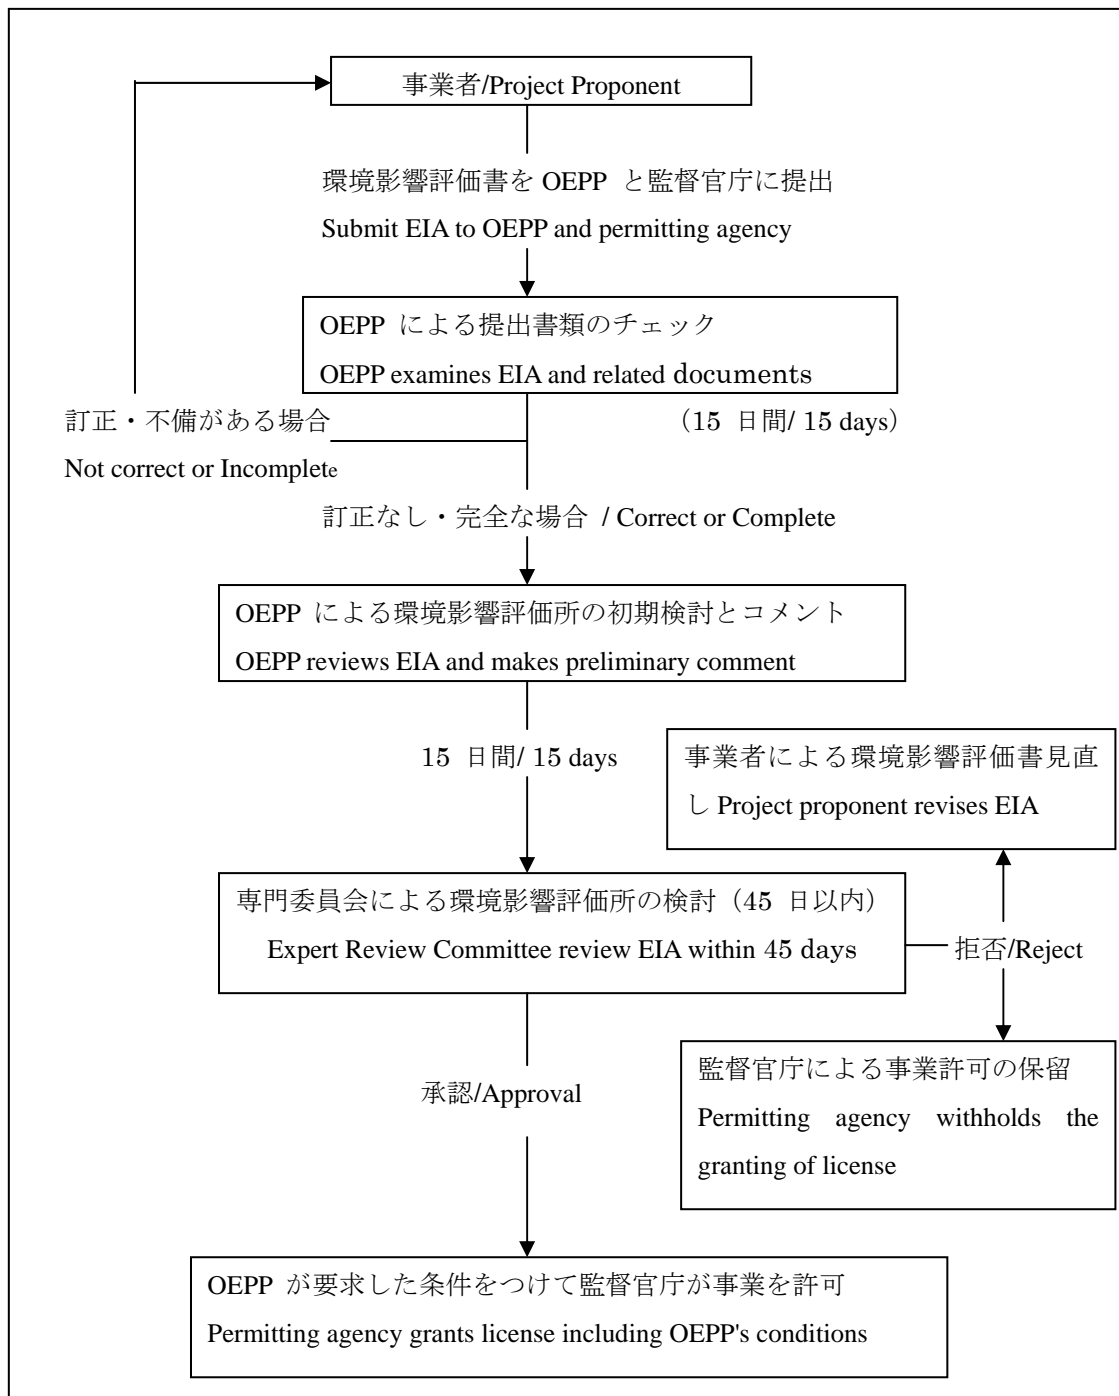 事業者/Project Proponent
環境影響評価書を OEPP と監督官庁に提出
Submit EIA to OEPP and permitting agency
OEPP による提出書類のチェック
OEPP examines EIA and related documents
(15 日間/ 15 days)
訂正・不備がある場合
Not correct or Incomplete
訂正なし・完全な場合 / Correct or Complete
OEPP による環境影響評価所の初期検討とコメント
OEPP reviews EIA and makes preliminary comment
15 日間/ 15 days
事業者による環境影響評価書見直
し Project proponent revises EIA
専門委員会による環境影響評価所の検討（45 日以内）
Expert Review Committee review EIA within 45 days
拒否/Reject
監督官庁による事業許可の保留
Permitting agency withholds the
granting of license
承認/Approval
OEPP が要求した条件をつけて監督官庁が事業を許可
Permitting agency grants license including OEPP's conditions